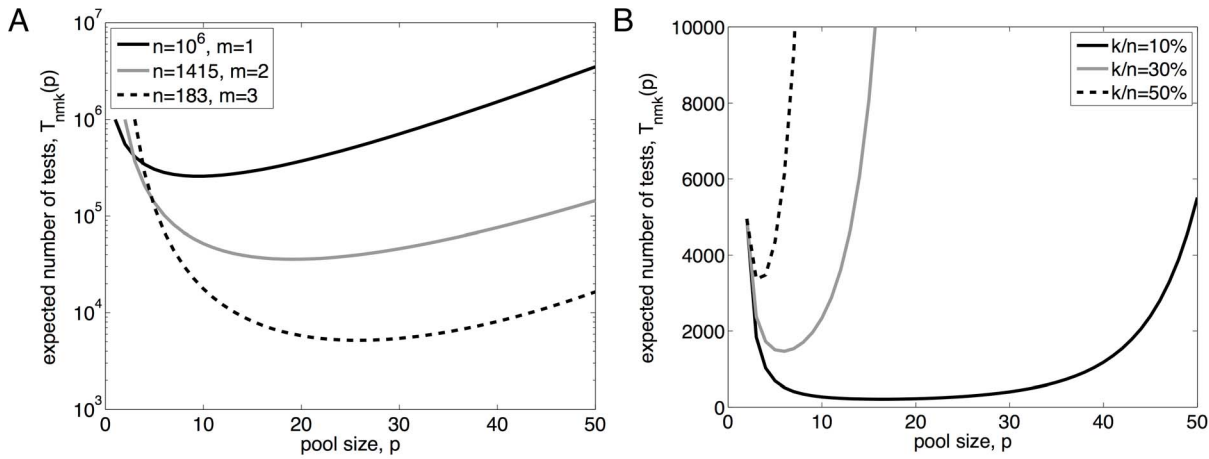 A
expected number of tests, T_nmk(p)
10^7
10^6
10^5
10^4
10^3
n=10^6, m=1
n=1415, m=2
n=183, m=3
0 10 20 30 40 50
pool size, p
B
expected number of tests, T_nmk(p)
10000
8000
6000
4000
2000
0
k/n=10%
k/n=30%
k/n=50%
0 10 20 30 40 50
pool size, p